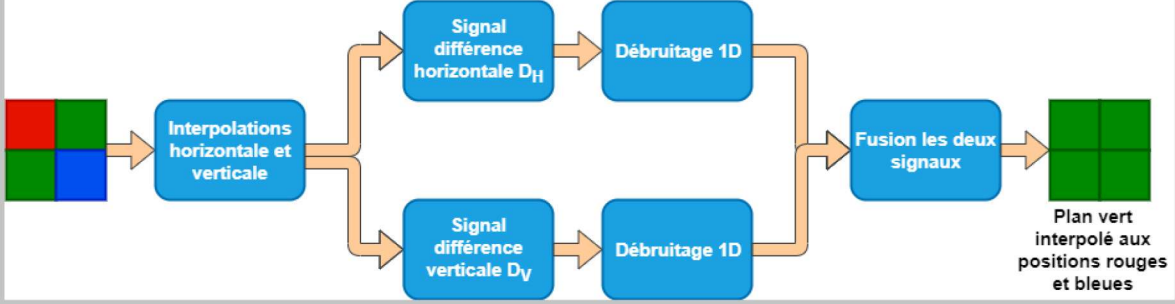 Interpolations
horizontale et
verticale
Signal
différence
horizontale DH
Débruitage 1D
Signal
différence
verticale DV
Débruitage 1D
Fusion les deux
signaux
Plan vert
interpolé aux
positions rouges
et bleues